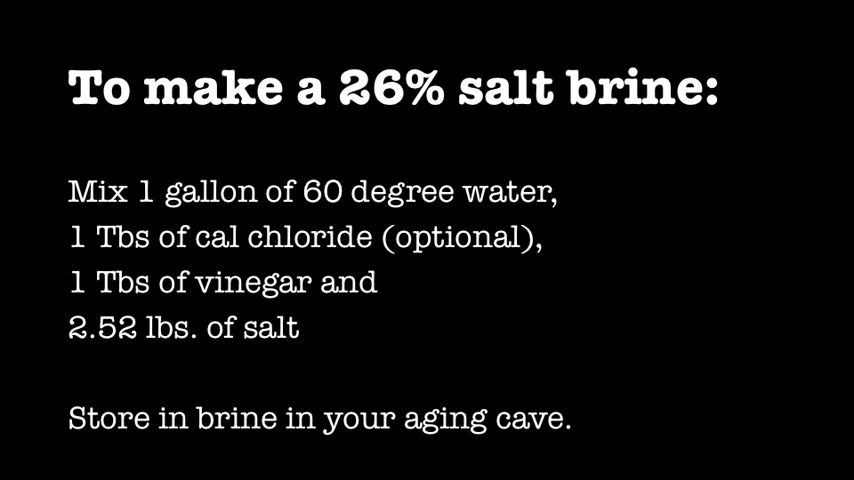 To make a 26% salt brine:
Mix 1 gallon of 60 degree water,
1 Tbs of cal chloride (optional),
1 Tbs of vinegar and
2.52 lbs. of salt
Store in brine in your aging cave.